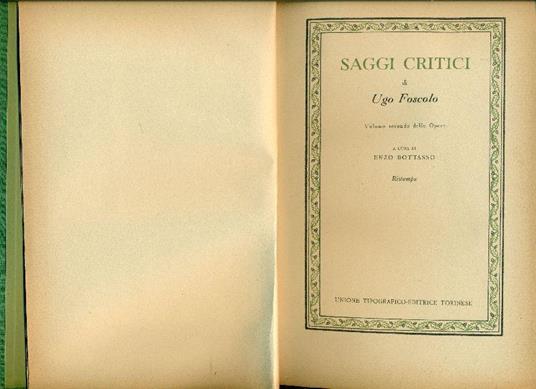 SAGGI CRITICI
di
Ugo Foscolo
Volume secondo delle Opere
A CURA DI
ENZO BOTTASSO
Ristampa
UNIONE TIPOGRAFICO-EDITRICE TORINESE